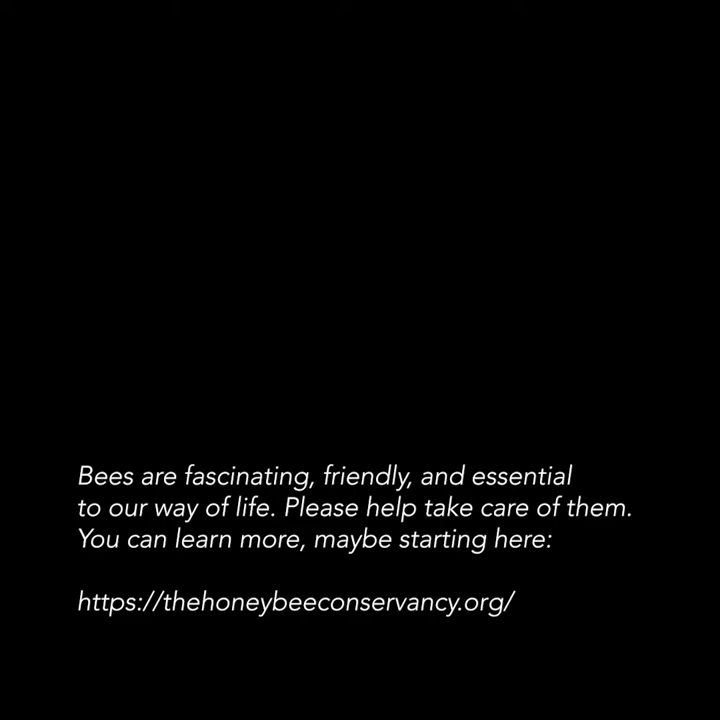 Bees are fascinating, friendly, and essential
to our way of life. Please help take care of them.
You can learn more, maybe starting here:
https://thehoneybeeconservancy.org/